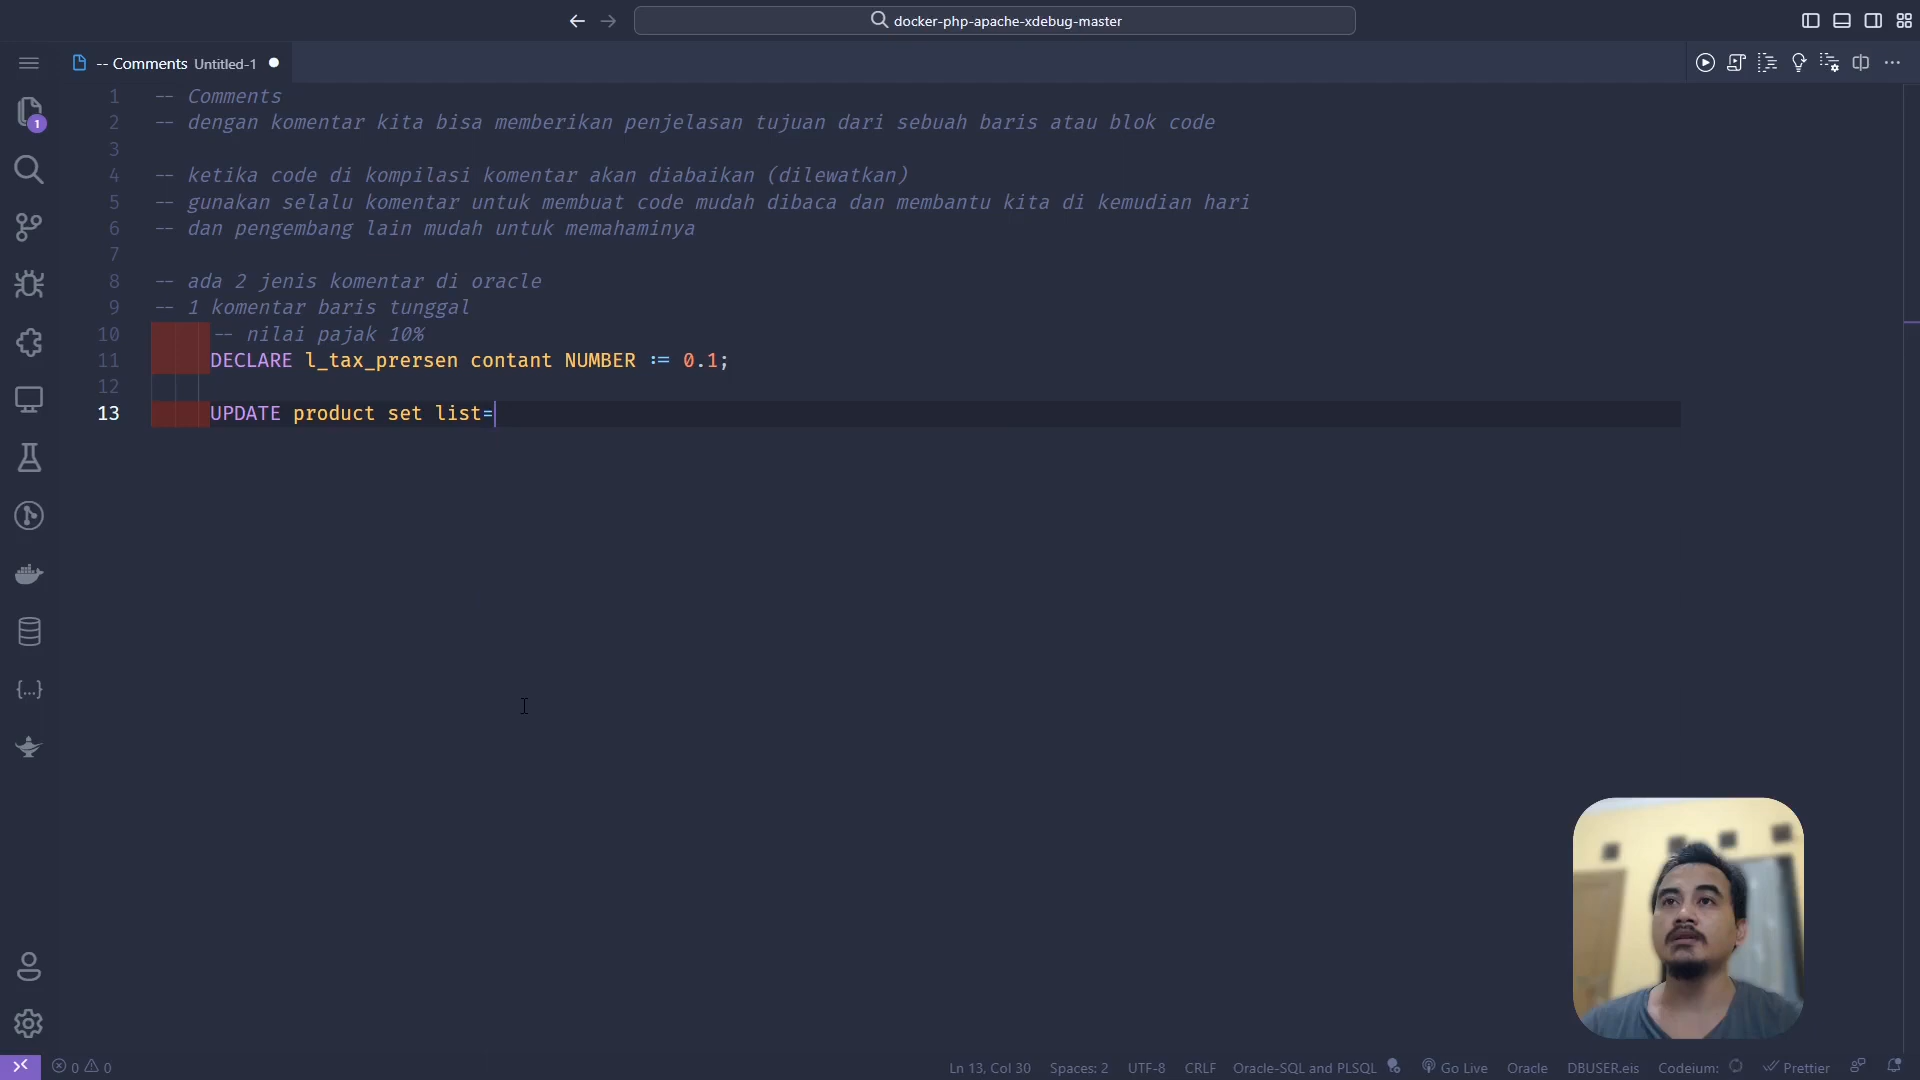 docker-php-apache-xdebug-master
-- Comments Untitled-1
1 -- Comments
2 -- dengan komentar kita bisa memberikan penjelasan tujuan dari sebuah baris atau blok code
3
4 -- ketika code di kompilasi komentar akan diabaikan (dilewatkan)
5 -- gunakan selalu komentar untuk membuat code mudah dibaca dan membantu kita di kemudian hari
6 -- dan pengembang lain mudah untuk memahaminya
7
8 -- ada 2 jenis komentar di oracle
9 -- 1 komentar baris tunggal
10 -- nilai pajak 10%
11 DECLARE l_tax_prersen contant NUMBER := 0.1;
12
13 UPDATE product set list=
1
0 0 Ln 13, Col 30 Spaces: 2 UTF-8 CRLF Oracle-SQL and PLSQL Go Live Oracle DBUSER.eis Codeium: Prettier